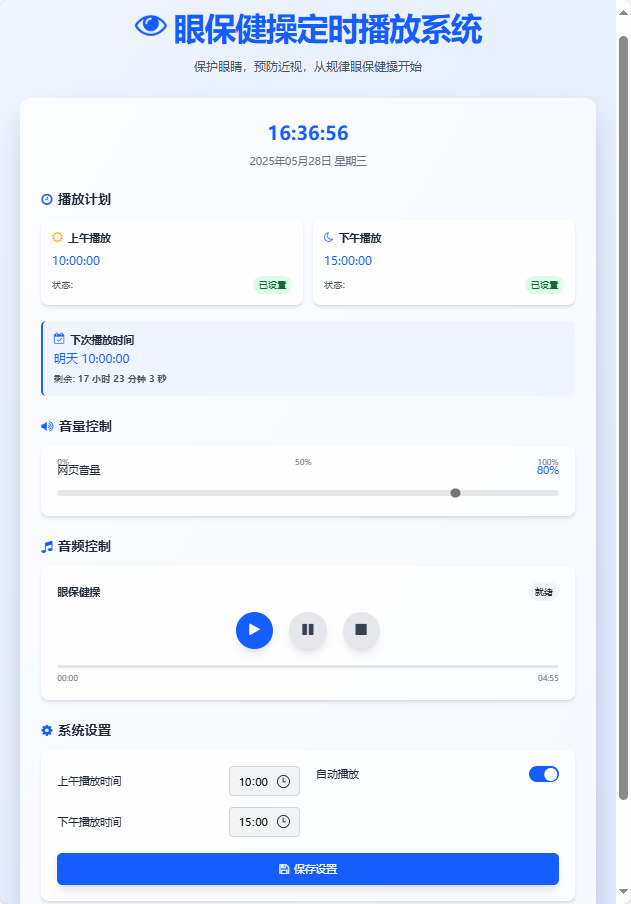 眼保健操定时播放系统
保护眼睛，预防近视，从规律眼保健操开始
16:36:56
2025年05月28日 星期三
播放计划
上午播放
10:00:00
状态: 已设置
下午播放
15:00:00
状态: 已设置
下次播放时间
明天 10:00:00
剩余: 17 小时 23 分钟 3 秒
音量控制
0% 50% 100%
网页音量 80%
音频控制
眼保健操 就绪
00:00 04:55
系统设置
上午播放时间 10:00 自动播放
下午播放时间 15:00
保存设置